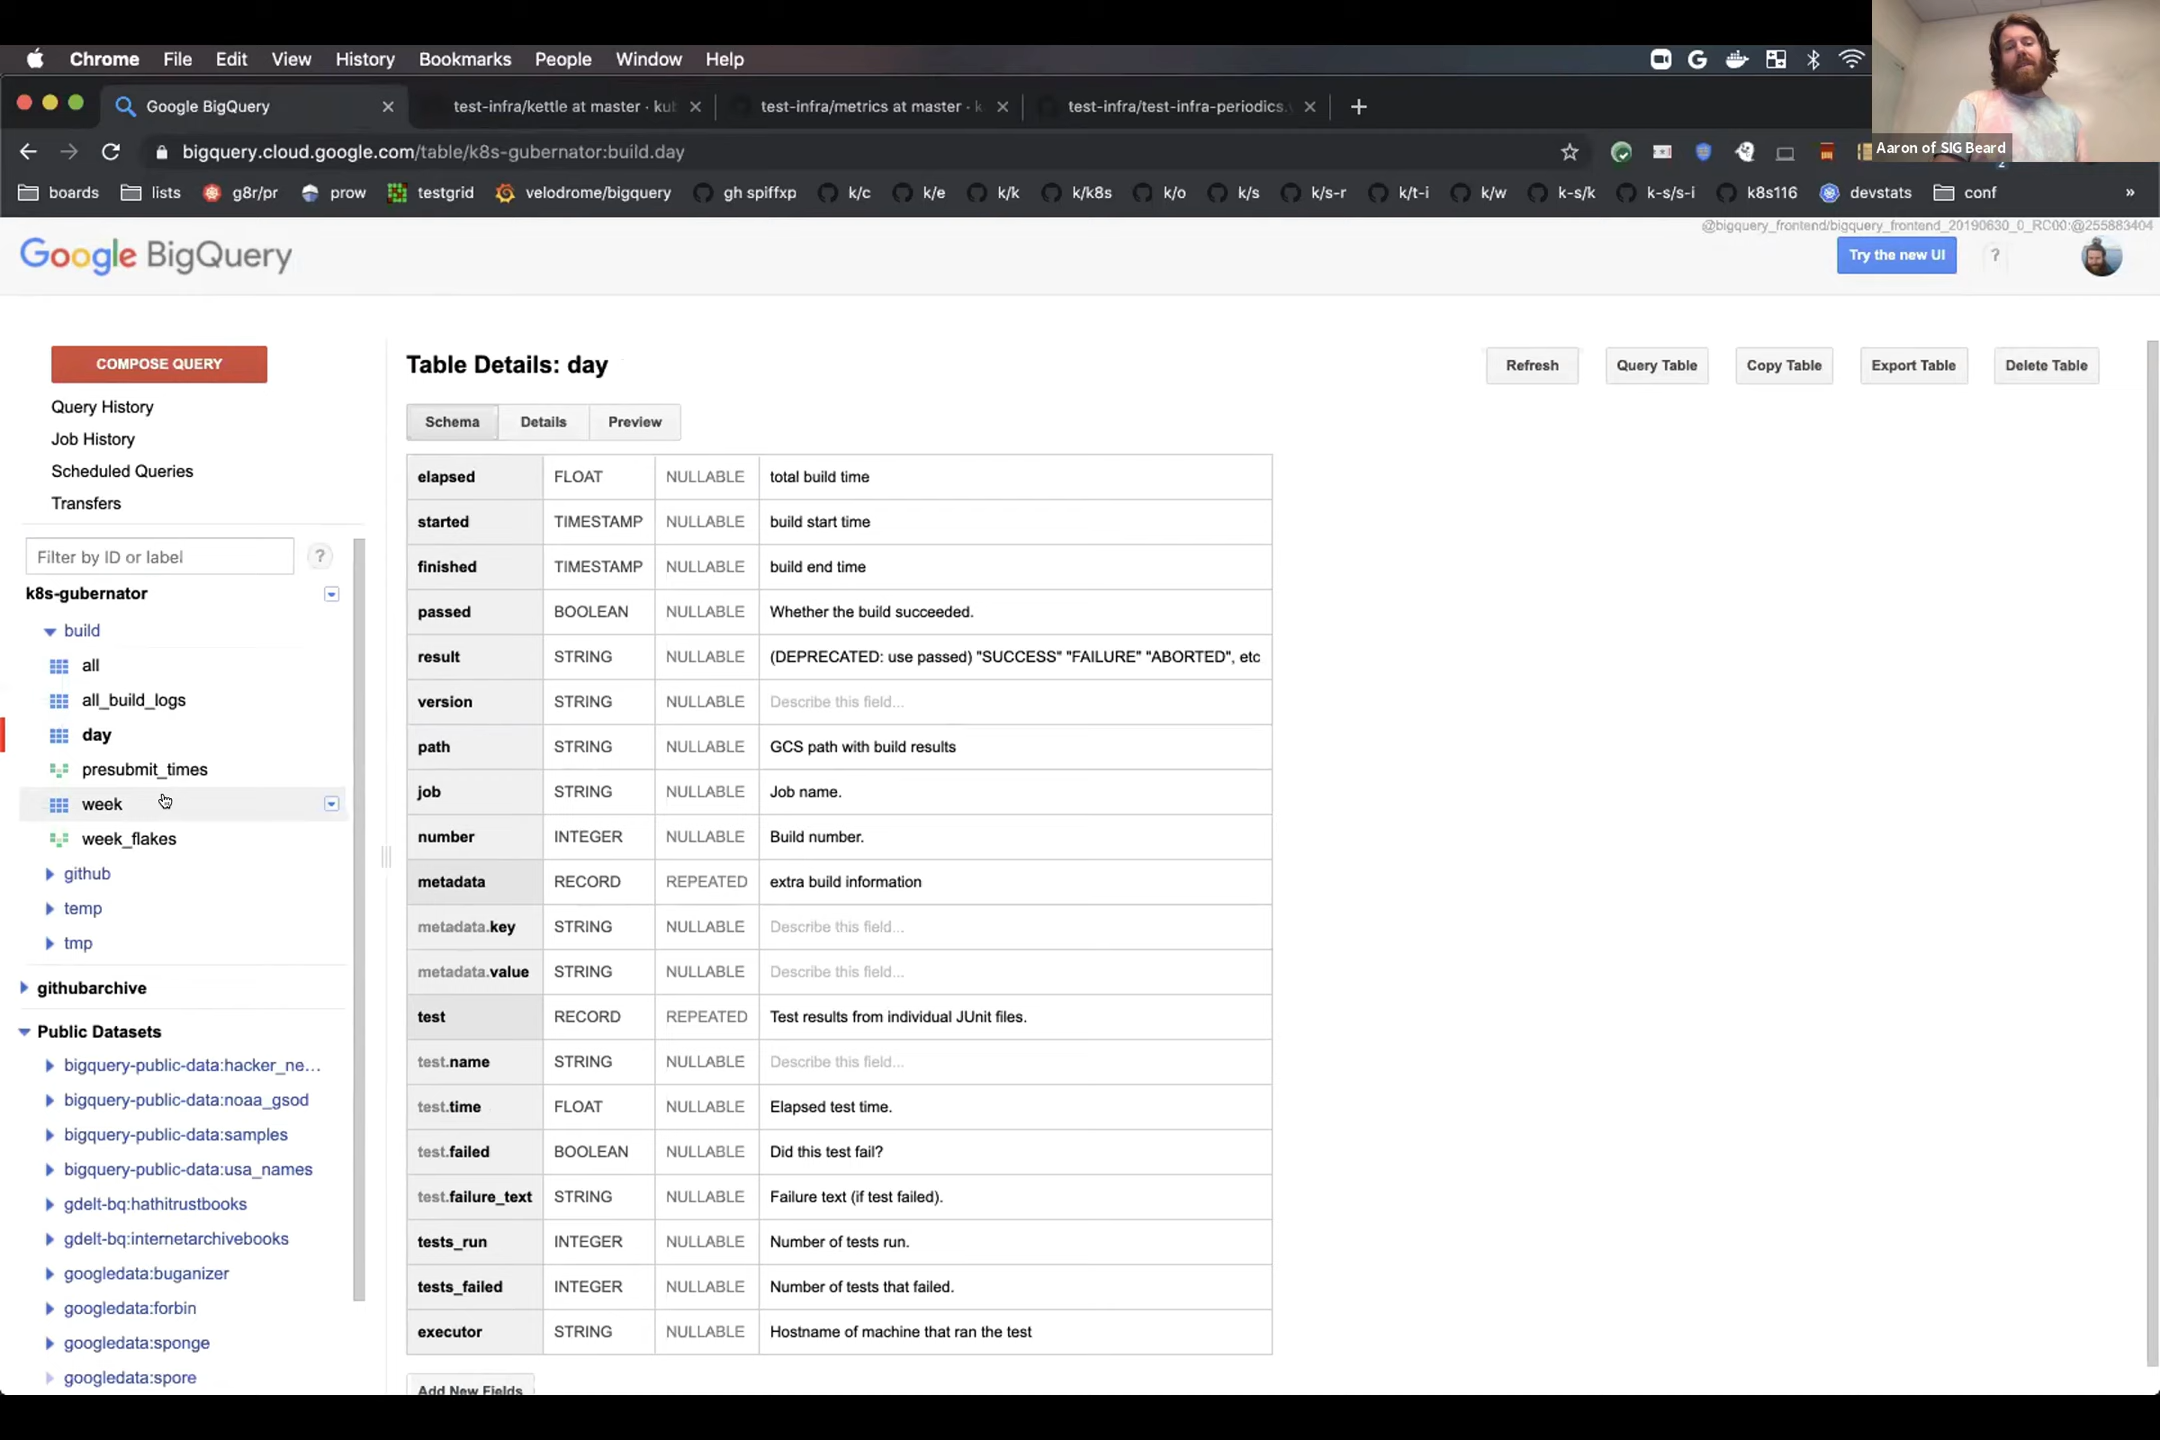 Chrome File Edit View History Bookmarks People Window Help
Google BigQuery
test-infra/kettle at master · kub
test-infra/metrics at master · k
test-infra/test-infra-periodics.
bigquery.cloud.google.com/table/k8s-gubernator:build.day
Aaron of SIG Beard
2
boards lists g8r/pr prow testgrid velodrome/bigquery gh spiffxp k/c k/e k/k k/k8s k/o k/s k/s-r k/t-i k/w k-s/k k-s/s-i k8s116 devstats conf »
@bigquery_frontend/bigquery_frontend_20190630_0_RC00:@255883404
Google BigQuery
Try the new UI
?
COMPOSE QUERY
Query History
Job History
Scheduled Queries
Transfers
Filter by ID or label
?
k8s-gubernator
build
all
all_build_logs
day
presubmit_times
week
week_flakes
github
temp
tmp
githubarchive
Public Datasets
bigquery-public-data:hacker_ne...
bigquery-public-data:noaa_gsod
bigquery-public-data:samples
bigquery-public-data:usa_names
gdelt-bq:hathitrustbooks
gdelt-bq:internetarchivebooks
googledata:buganizer
googledata:forbin
googledata:sponge
googledata:spore
Table Details: day
Refresh Query Table Copy Table Export Table Delete Table
Schema Details Preview
elapsed FLOAT NULLABLE total build time
started TIMESTAMP NULLABLE build start time
finished TIMESTAMP NULLABLE build end time
passed BOOLEAN NULLABLE Whether the build succeeded.
result STRING NULLABLE (DEPRECATED: use passed) "SUCCESS" "FAILURE" "ABORTED", etc
version STRING NULLABLE Describe this field...
path STRING NULLABLE GCS path with build results
job STRING NULLABLE Job name.
number INTEGER NULLABLE Build number.
metadata RECORD REPEATED extra build information
metadata.key STRING NULLABLE Describe this field...
metadata.value STRING NULLABLE Describe this field...
test RECORD REPEATED Test results from individual JUnit files.
test.name STRING NULLABLE Describe this field...
test.time FLOAT NULLABLE Elapsed test time.
test.failed BOOLEAN NULLABLE Did this test fail?
test.failure_text STRING NULLABLE Failure text (if test failed).
tests_run INTEGER NULLABLE Number of tests run.
tests_failed INTEGER NULLABLE Number of tests that failed.
executor STRING NULLABLE Hostname of machine that ran the test
Add New Fields